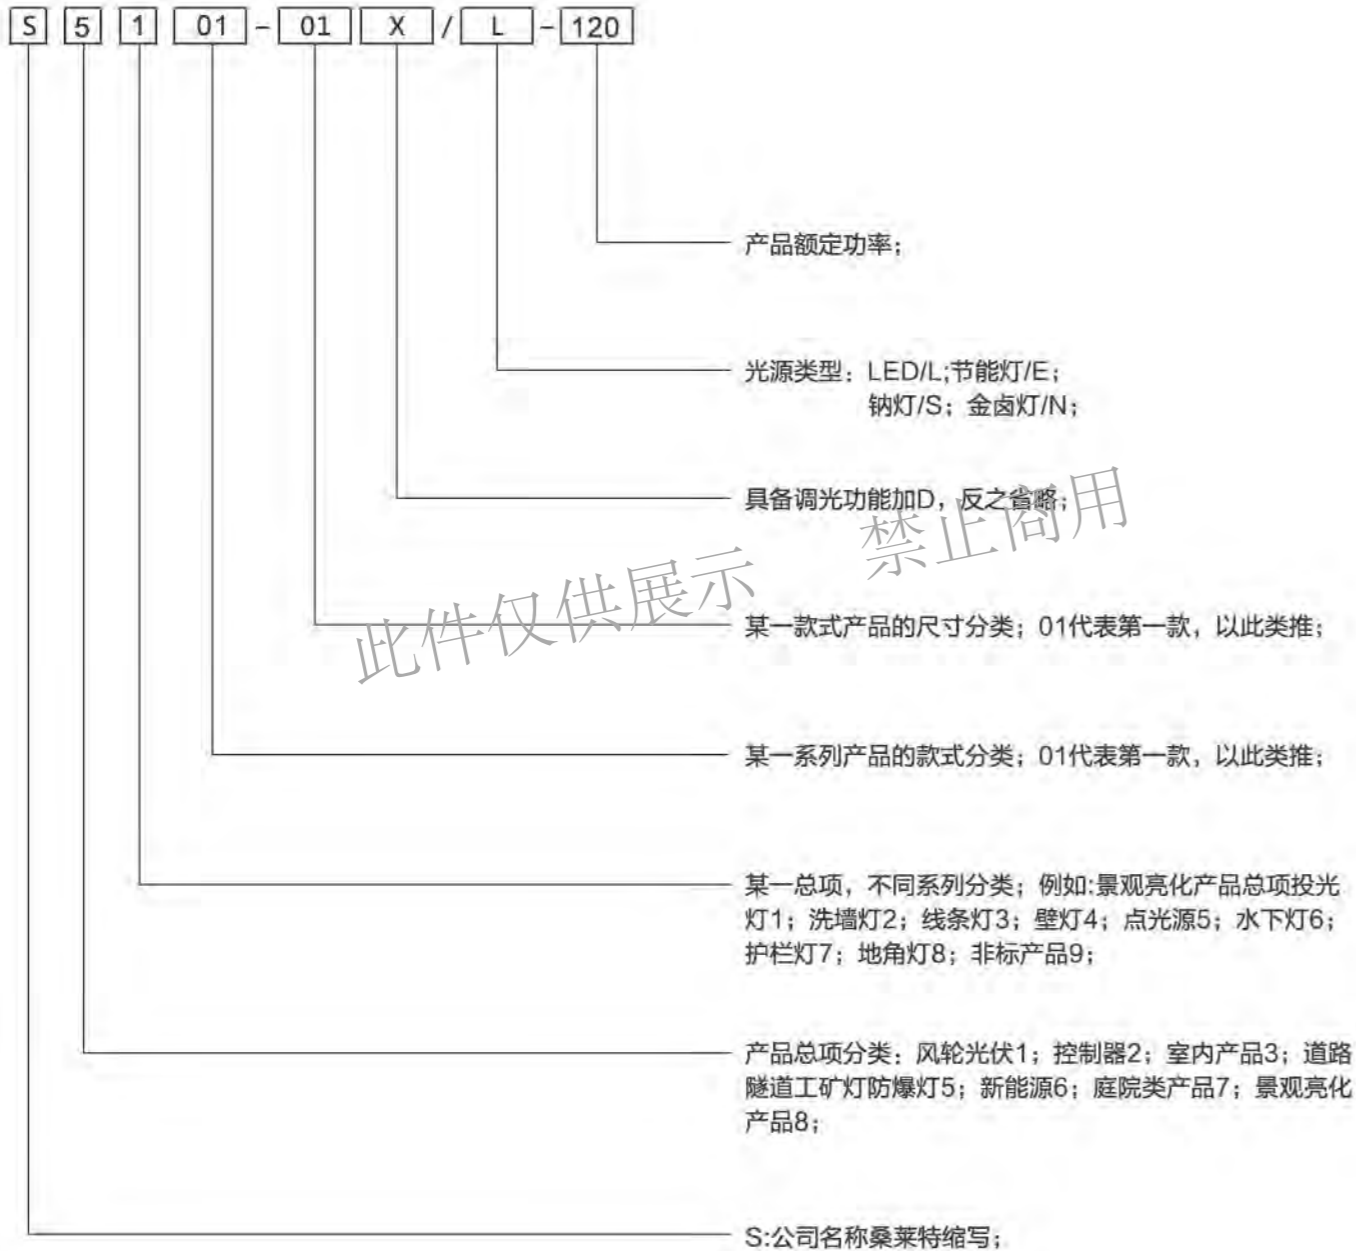 S 5 1 01-01 X / L -120
产品额定功率；
光源类型：LED/L;节能灯/E；
钠灯/S；金卤灯/N；
具备调光功能加D，反之省略；
禁止商用
此件仅供展示
某一款式产品的尺寸分类；01代表第一款，以此类推；
某一系列产品的款式分类；01代表第一款，以此类推；
某一总项，不同系列分类；例如:景观亮化产品总项投光
灯1；洗墙灯2；线条灯3；壁灯4；点光源5；水下灯6；
护栏灯7；地角灯8；非标产品9；
产品总项分类：风轮光伏1；控制器2；室内产品3；道路
隧道工矿灯防爆灯5；新能源6；庭院类产品7；景观亮化
产品8；
S:公司名称桑莱特缩写；